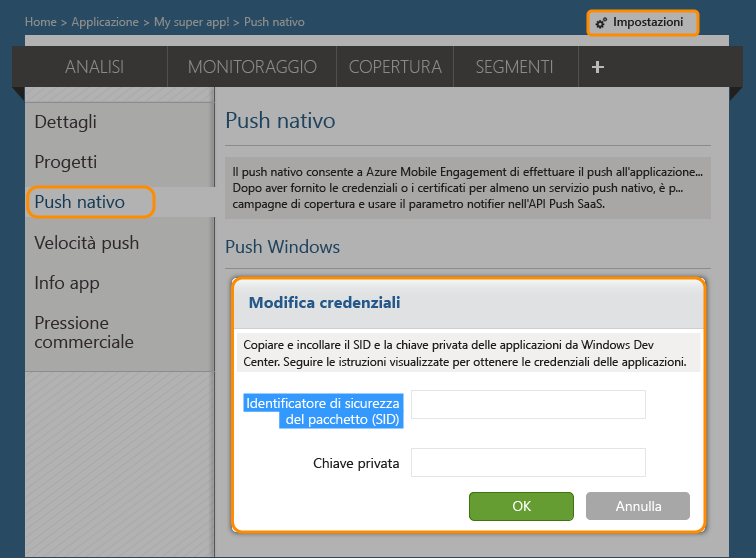 Home > Applicazione > My super app! > Push nativo
Impostazioni
ANALISI
MONITORAGGIO
COPERTURA
SEGMENTI
+
Dettagli
Progetti
Push nativo
Velocità push
Info app
Pressione
commerciale
Push nativo
Il push nativo consente a Azure Mobile Engagement di effettuare il push all'applicazione...
Dopo aver fornito le credenziali o i certificati per almeno un servizio push nativo, è p...
campagne di copertura e usare il parametro notifier nell'API Push SaaS.
Push Windows
Modifica credenziali
Copiare e incollare il SID e la chiave privata delle applicazioni da Windows Dev
Center. Seguire le istruzioni visualizzate per ottenere le credenziali delle applicazioni.
Identificatore di sicurezza
del pacchetto (SID)
Chiave privata
OK
Annulla